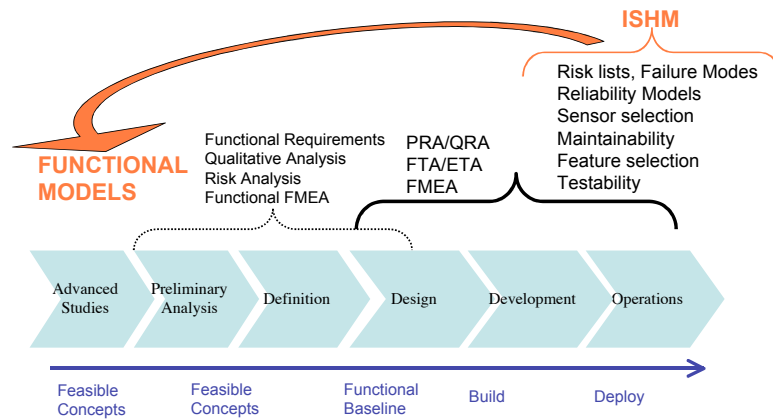 ISHM
Risk lists, Failure Modes
Reliability Models
Sensor selection
Maintainability
Feature selection
Testability
PRA/QRA
FTA/ETA
FMEA
Functional Requirements
Qualitative Analysis
Risk Analysis
Functional FMEA
FUNCTIONAL
MODELS
Advanced
Studies
Preliminary
Analysis
Definition
Design
Development
Operations
Feasible
Concepts
Feasible
Concepts
Functional
Baseline
Build
Deploy